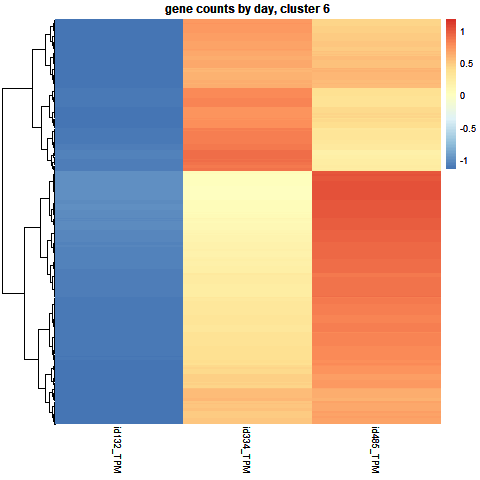 gene counts by day, cluster 6
1
0.5
0
-0.5
-1
id132_TPM
id334_TPM
id485_TPM